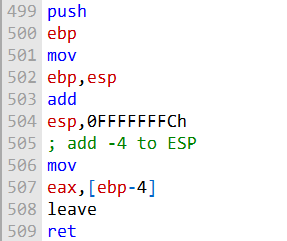 499 push
500 ebp
501 mov
502 ebp,esp
503 add
504 esp,0FFFFFFFCh
505 ; add -4 to ESP
506 mov
507 eax,[ebp-4]
508 leave
509 ret